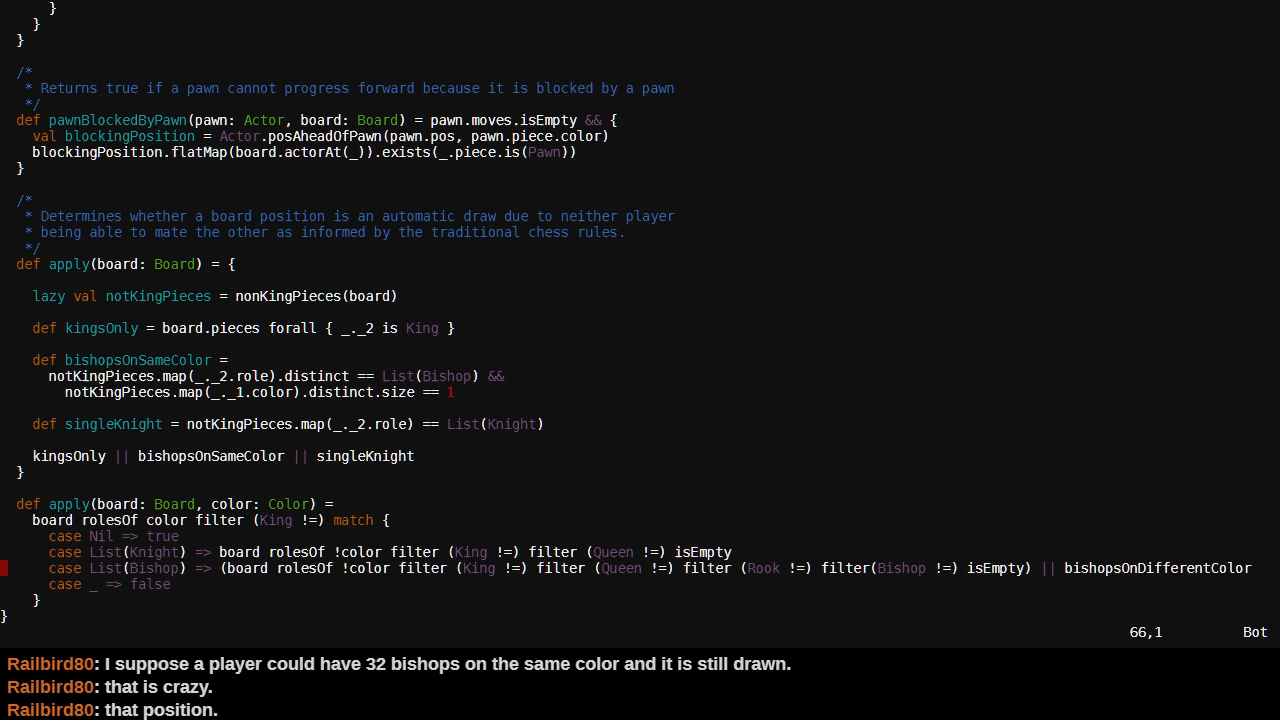 }
    }
  }

  /*
   * Returns true if a pawn cannot progress forward because it is blocked by a pawn
   */
  def pawnBlockedByPawn(pawn: Actor, board: Board) = pawn.moves.isEmpty && {
    val blockingPosition = Actor.posAheadOfPawn(pawn.pos, pawn.piece.color)
    blockingPosition.flatMap(board.actorAt(_)).exists(_.piece.is(Pawn))
  }

  /*
   * Determines whether a board position is an automatic draw due to neither player
   * being able to mate the other as informed by the traditional chess rules.
   */
  def apply(board: Board) = {

    lazy val notKingPieces = nonKingPieces(board)

    def kingsOnly = board.pieces forall { _._2 is King }

    def bishopsOnSameColor =
      notKingPieces.map(_._2.role).distinct == List(Bishop) &&
        notKingPieces.map(_._1.color).distinct.size == 1

    def singleKnight = notKingPieces.map(_._2.role) == List(Knight)

    kingsOnly || bishopsOnSameColor || singleKnight
  }

  def apply(board: Board, color: Color) =
    board rolesOf color filter (King !=) match {
      case Nil => true
      case List(Knight) => board rolesOf !color filter (King !=) filter (Queen !=) isEmpty
      case List(Bishop) => (board rolesOf !color filter (King !=) filter (Queen !=) filter (Rook !=) filter(Bishop !=) isEmpty) || bishopsOnDifferentColor
      case _ => false
    }
}
66,1 Bot
Railbird80: I suppose a player could have 32 bishops on the same color and it is still drawn.
Railbird80: that is crazy.
Railbird80: that position.